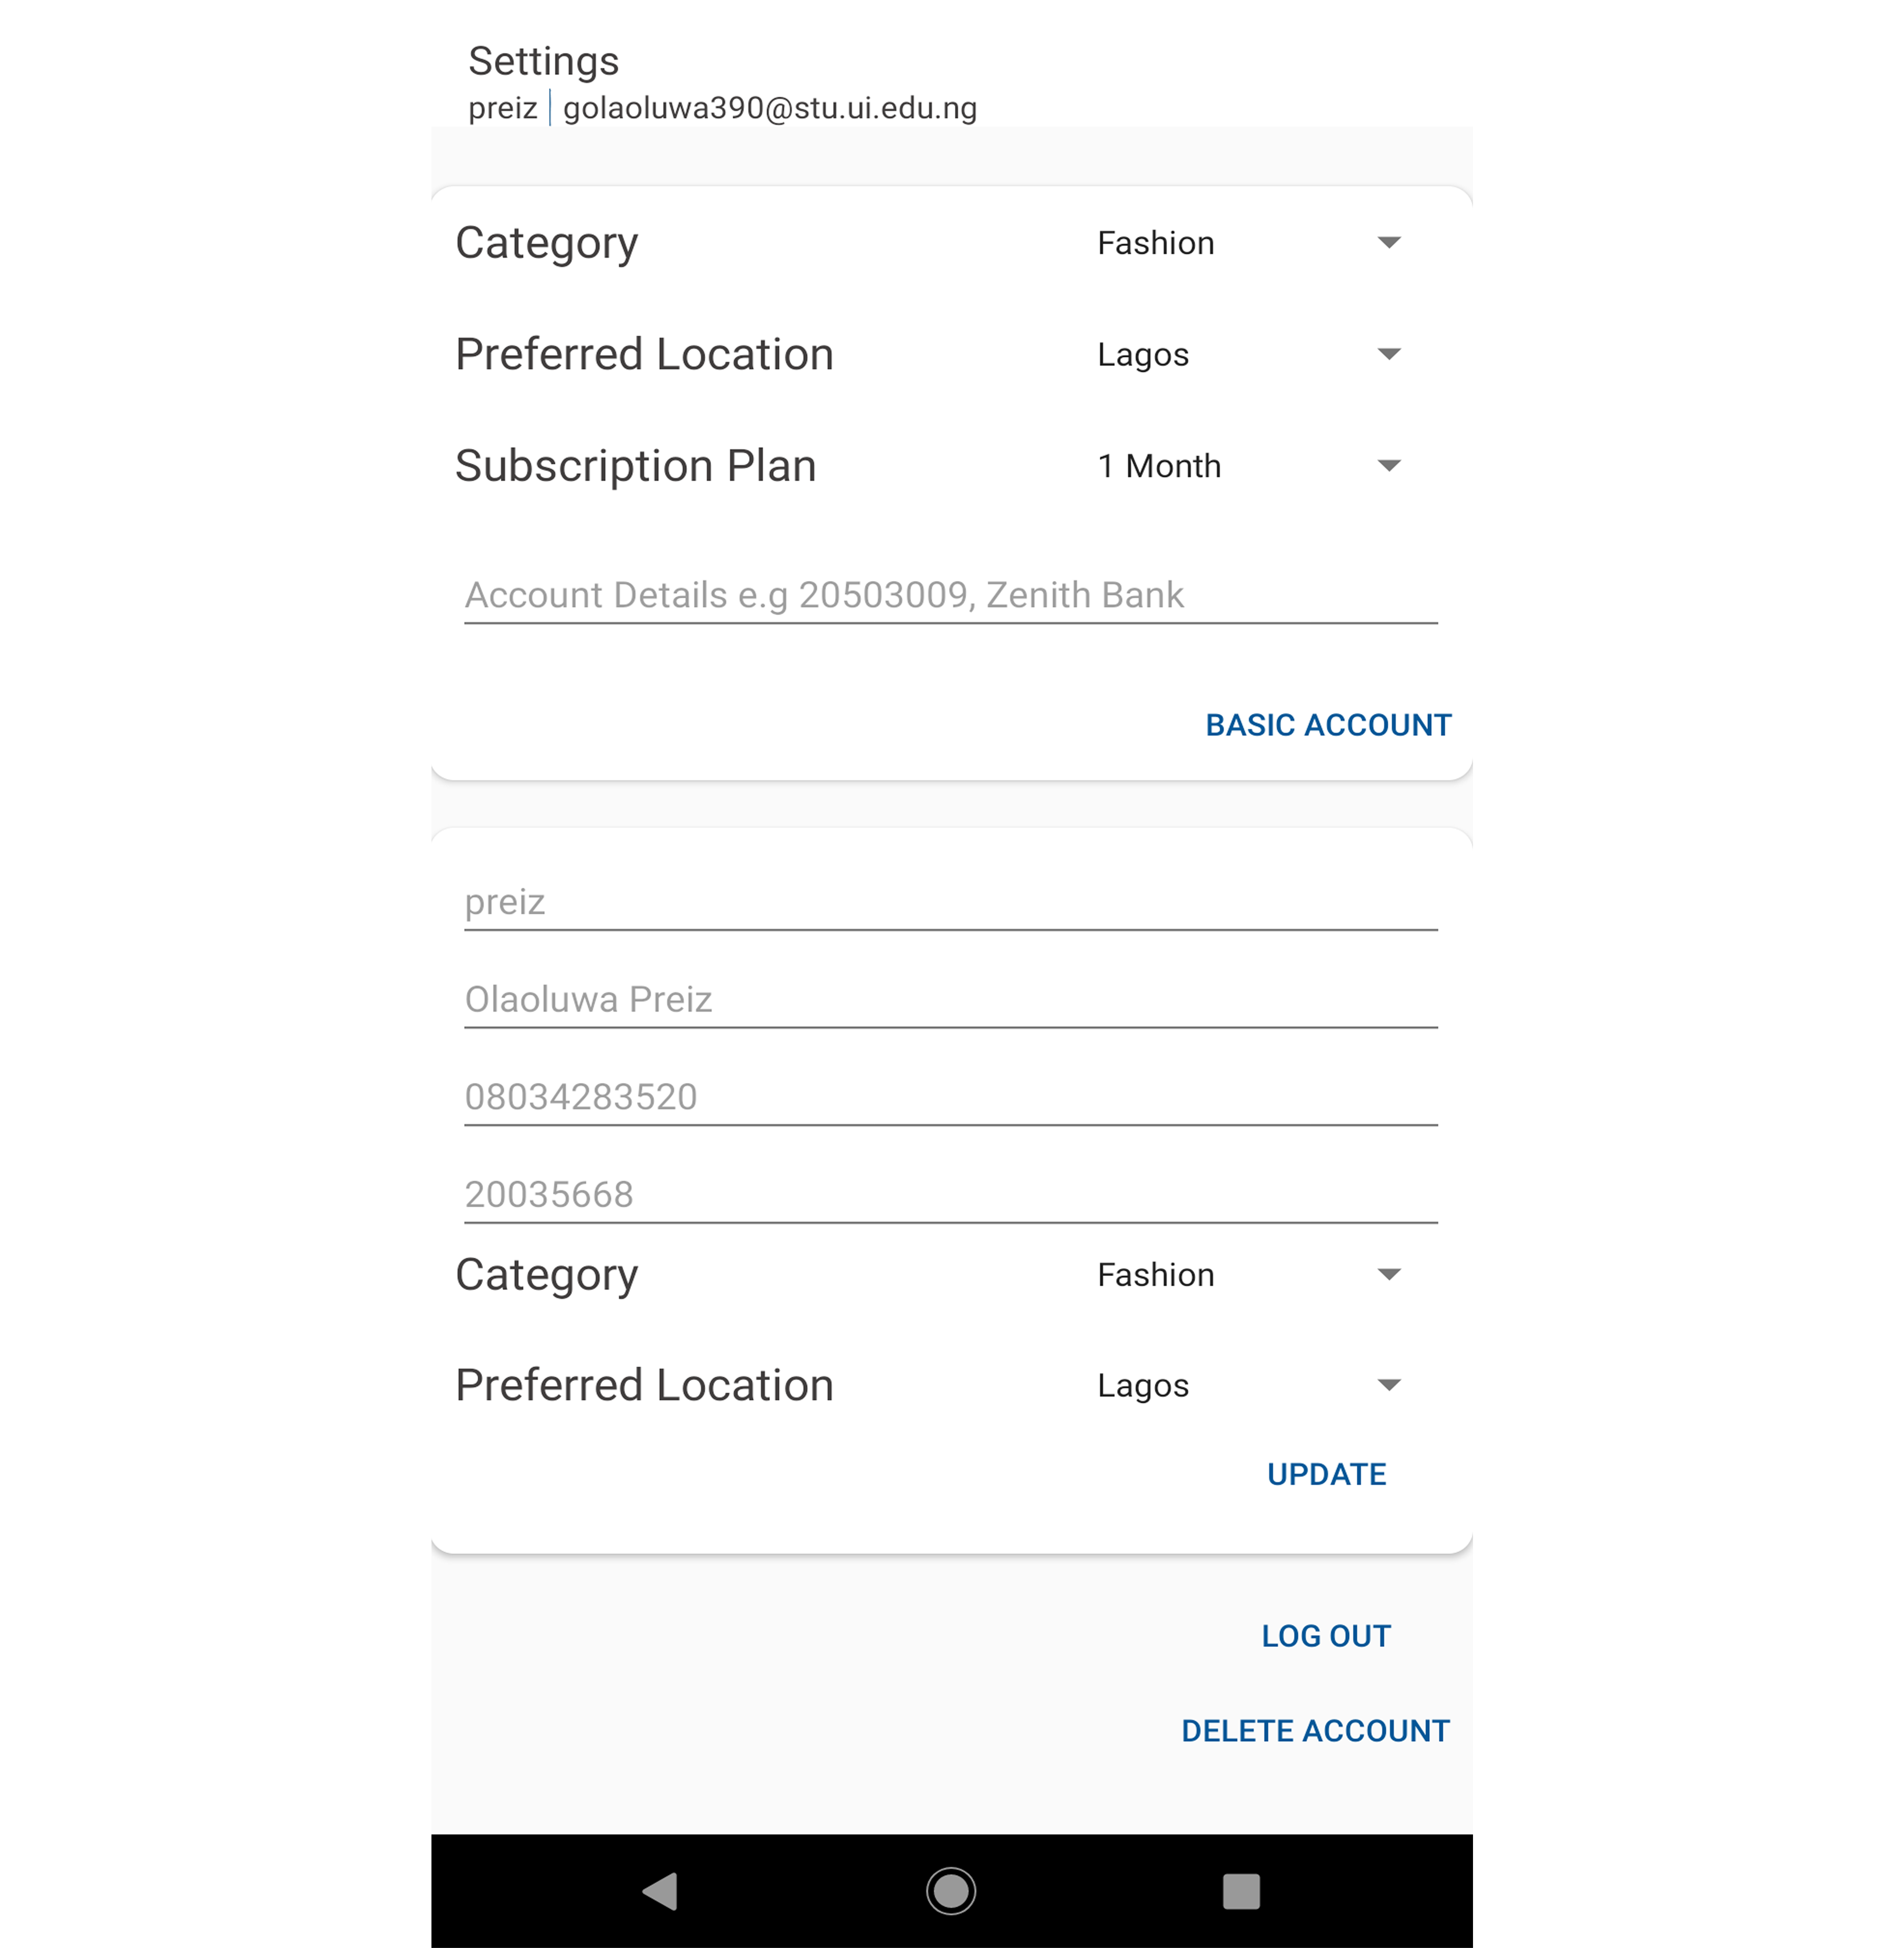 Settings
preiz golaoluwa390@stu.ui.edu.ng
Category Fashion
Preferred Location Lagos
Subscription Plan 1 Month
Account Details e.g 20503009, Zenith Bank
BASIC ACCOUNT
preiz
Olaoluwa Preiz
08034283520
20035668
Category Fashion
Preferred Location Lagos
UPDATE
LOG OUT
DELETE ACCOUNT